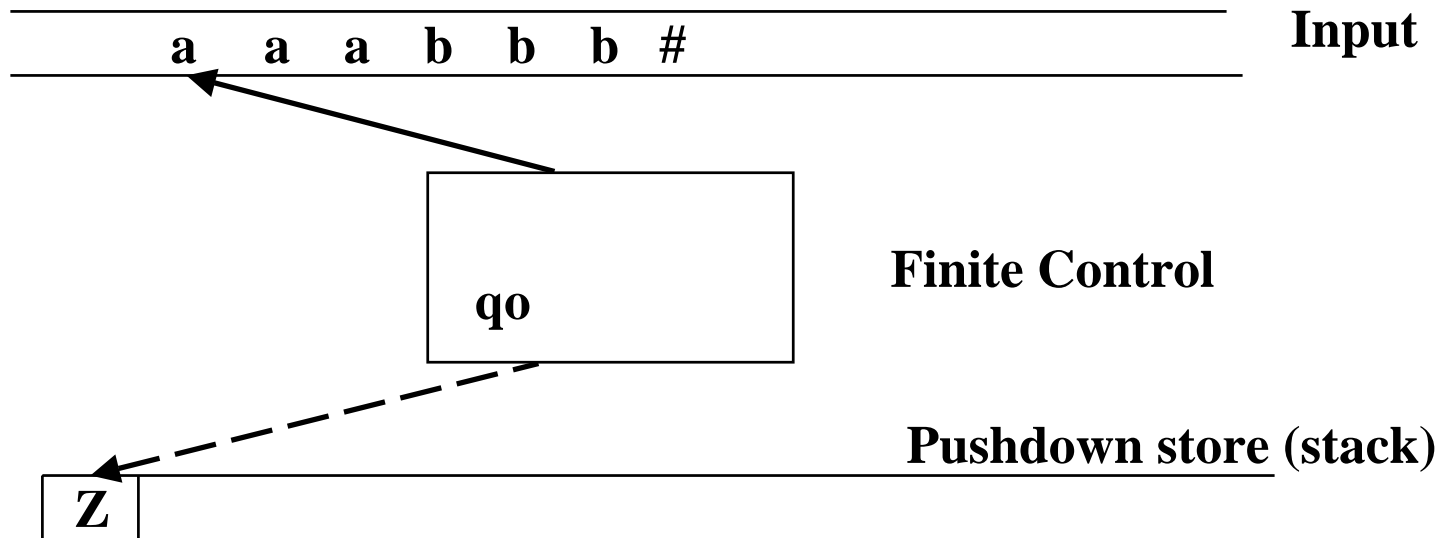 a a a b b b #
Input
Finite Control
qo
Pushdown store (stack)
Z